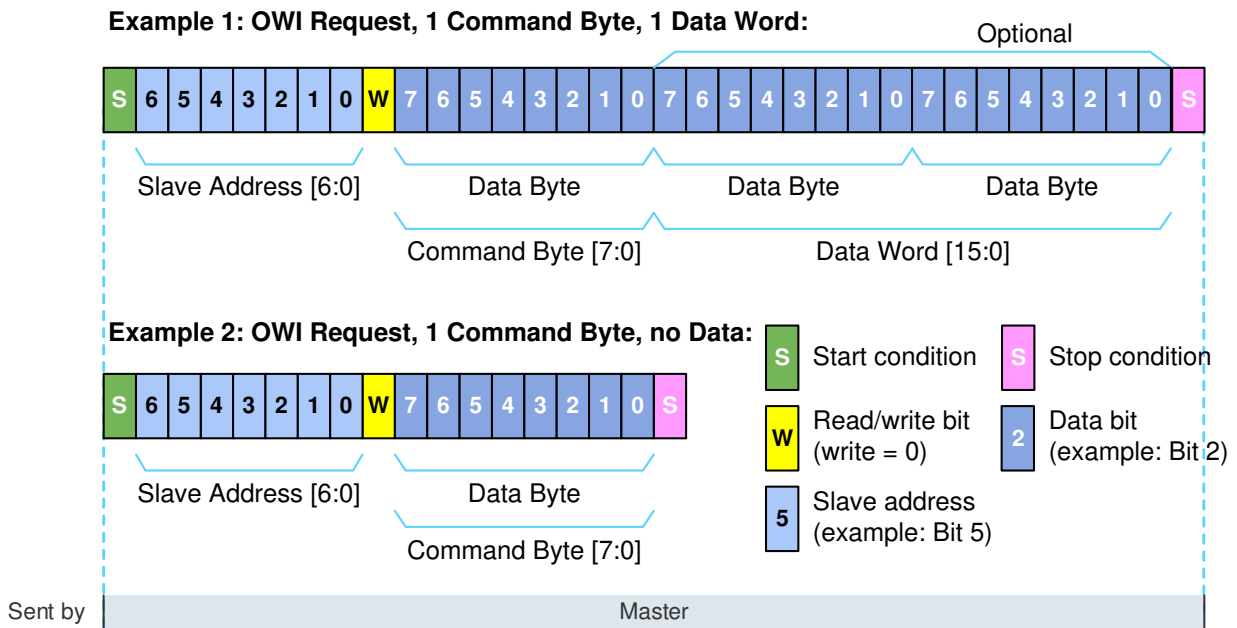 Example 1: OWI Request, 1 Command Byte, 1 Data Word:
Optional
S 6 5 4 3 2 1 0 W 7 6 5 4 3 2 1 0 7 6 5 4 3 2 1 0 7 6 5 4 3 2 1 0 S
Slave Address [6:0] Data Byte Data Byte Data Byte
Command Byte [7:0] Data Word [15:0]
Example 2: OWI Request, 1 Command Byte, no Data:
S 6 5 4 3 2 1 0 W 7 6 5 4 3 2 1 0 S
Slave Address [6:0] Data Byte
Command Byte [7:0]
S Start condition
S Stop condition
W Read/write bit
(write = 0)
2 Data bit
(example: Bit 2)
5 Slave address
(example: Bit 5)
Sent by Master